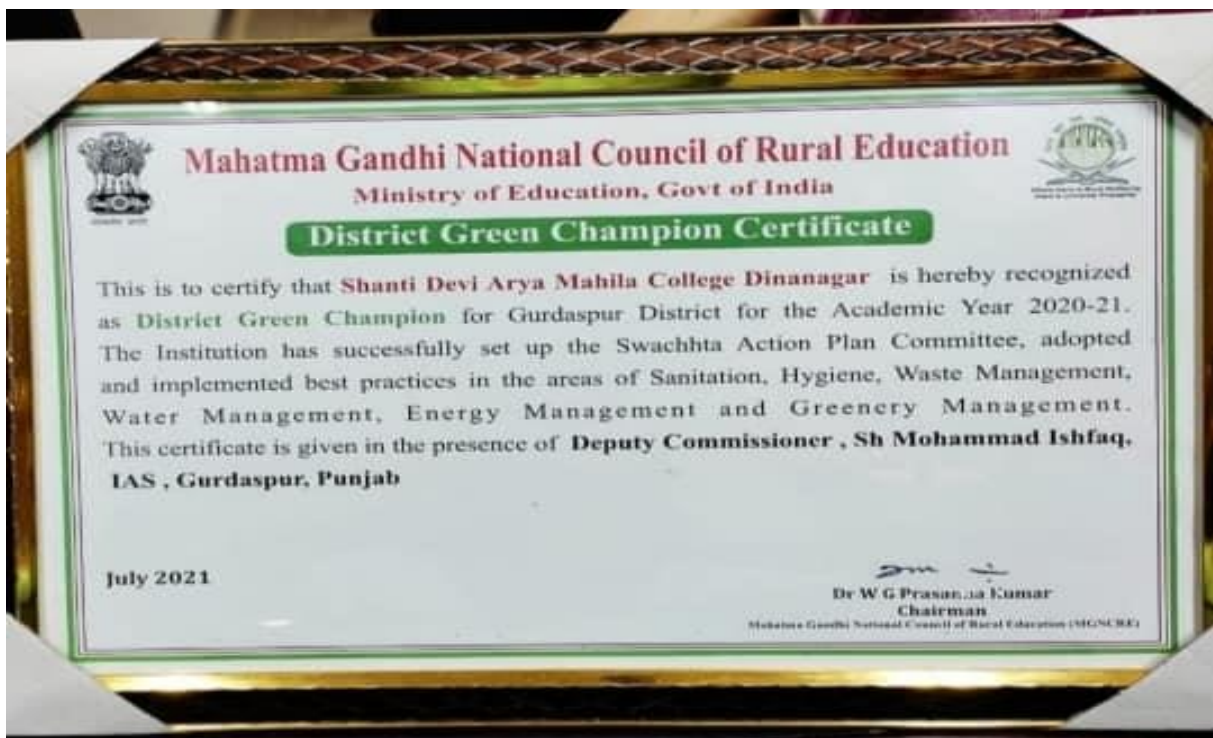 Mahatma Gandhi National Council of Rural Education
Ministry of Education, Govt of India
District Green Champion Certificate
This is to certify that Shanti Devi Arya Mahila College Dinanagar is hereby recognized
as District Green Champion for Gurdaspur District for the Academic Year 2020-21.
The Institution has successfully set up the Swachhta Action Plan Committee, adopted
and implemented best practices in the areas of Sanitation, Hygiene, Waste Management,
Water Management, Energy Management and Greenery Management.
This certificate is given in the presence of Deputy Commissioner , Sh Mohammad Ishfaq,
IAS , Gurdaspur, Punjab
July 2021
Dr W G Prasanna Kumar
Chairman
Mahatma Gandhi National Council of Rural Education (MGNCRE)